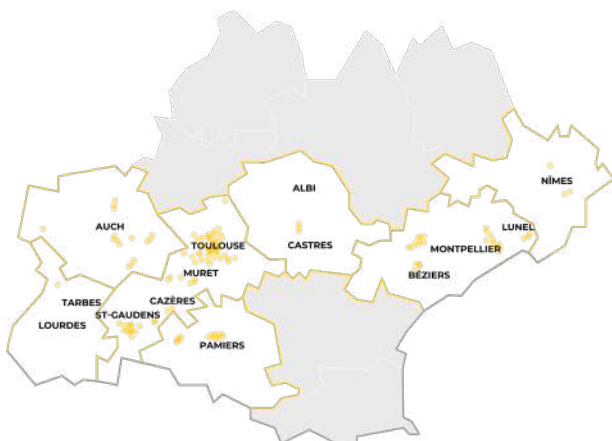 ALBI
NÎMES
AUCH
LUNEL
TOULOUSE
CASTRES
MONTPELLIER
MURET
BÉZIERS
TARBES
CAZÈRES
ST-GAUDENS
LOURDES
PAMIERS